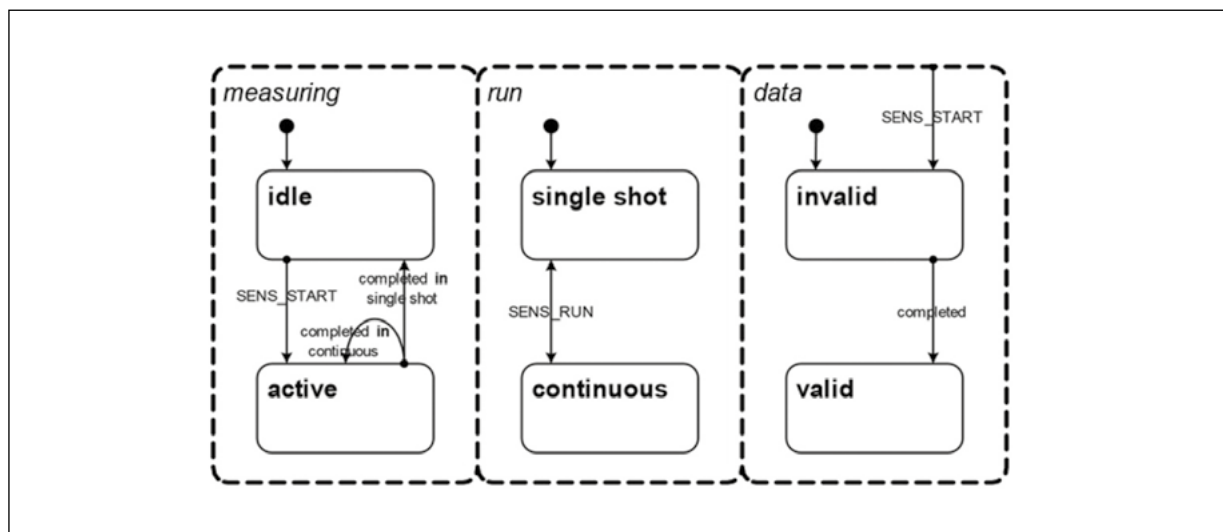 measuring
run
data
SENS_START
idle
single shot
invalid
completed in
single shot
SENS_START
completed in
continuous
SENS_RUN
completed
active
continuous
valid